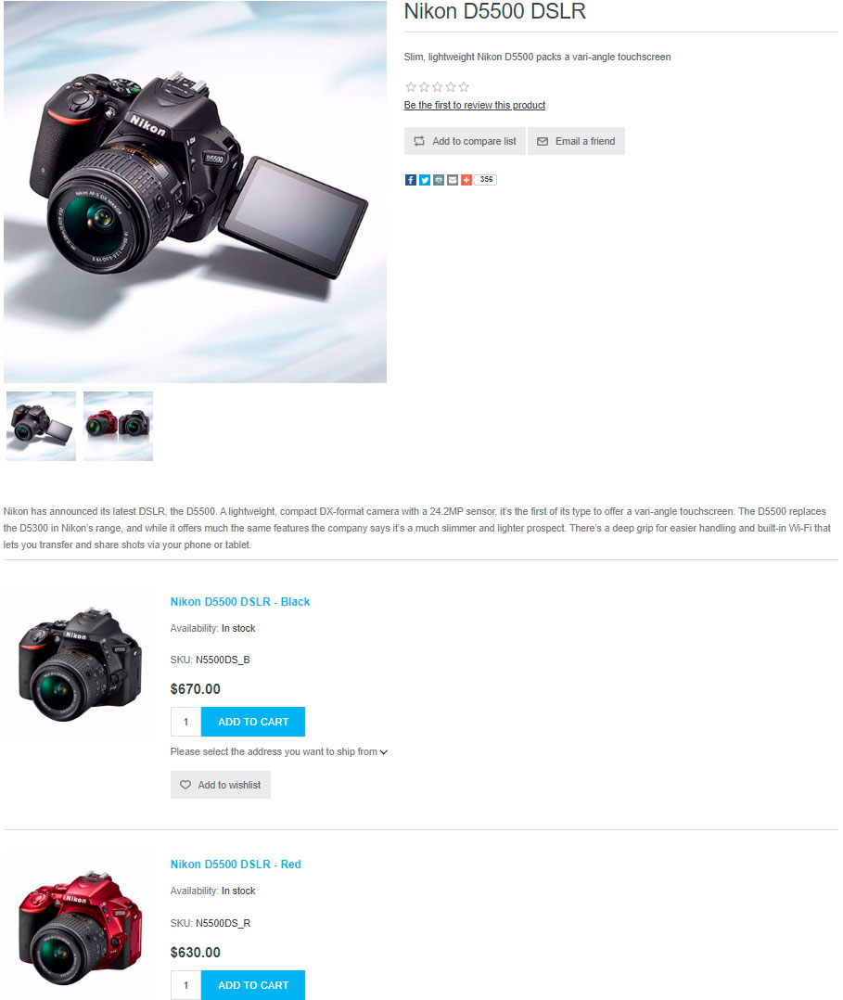 Nikon D5500 DSLR
Slim, lightweight Nikon D5500 packs a vari-angle touchscreen
Be the first to review this product
Add to compare list
Email a friend
356
Nikon
D5500
Nikon has announced its latest DSLR, the D5500. A lightweight, compact DX-format camera with a 24.2MP sensor, it's the first of its type to offer a vari-angle touchscreen. The D5500 replaces
the D5300 in Nikon's range, and while it offers much the same features the company says it's a much slimmer and lighter prospect. There's a deep grip for easier handling and built-in Wi-Fi that
lets you transfer and share shots via your phone or tablet.
Nikon
Nikon D5500 DSLR - Black
Availability: In stock
SKU: N5500DS_B
$670.00
1 ADD TO CART
Please select the address you want to ship from
Add to wishlist
Nikon
Nikon D5500 DSLR - Red
Availability: In stock
SKU: N5500DS_R
$630.00
1 ADD TO CART